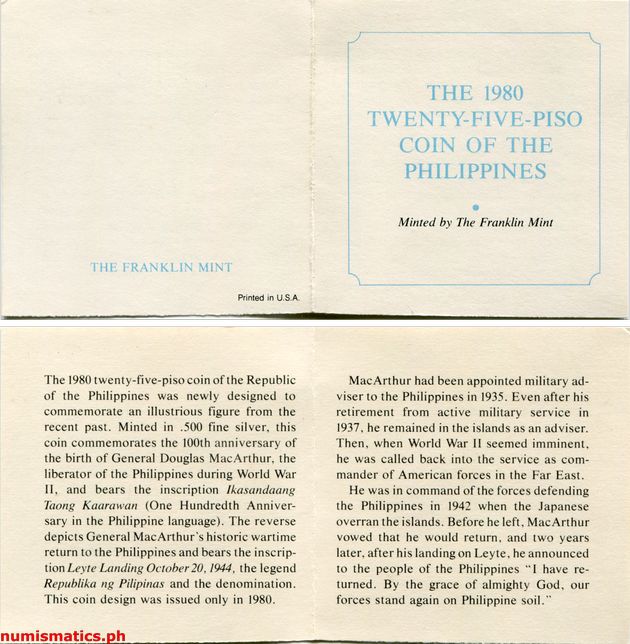 THE FRANKLIN MINT
Printed in U.S.A.
THE 1980
TWENTY-FIVE-PISO
COIN OF THE
PHILIPPINES
Minted by The Franklin Mint
The 1980 twenty-five-piso coin of the Republic
of the Philippines was newly designed to
commemorate an illustrious figure from the
recent past. Minted in .500 fine silver, this
coin commemorates the 100th anniversary of
the birth of General Douglas MacArthur, the
liberator of the Philippines during World War
II, and bears the inscription Ikasandaang
Taong Kaarawan (One Hundredth Anniver-
sary in the Philippine language). The reverse
depicts General MacArthur's historic wartime
return to the Philippines and bears the inscrip-
tion Leyte Landing October 20, 1944, the legend
Republika ng Pilipinas and the denomination.
This coin design was issued only in 1980.
MacArthur had been appointed military ad-
viser to the Philippines in 1935. Even after his
retirement from active military service in
1937, he remained in the islands as an adviser.
Then, when World War II seemed imminent,
he was called back into the service as com-
mander of American forces in the Far East.
He was in command of the forces defending
the Philippines in 1942 when the Japanese
overran the islands. Before he left, MacArthur
vowed that he would return, and two years
later, after his landing on Leyte, he announced
to the people of the Philippines "I have re-
turned. By the grace of almighty God, our
forces stand again on Philippine soil."
numismatics.ph